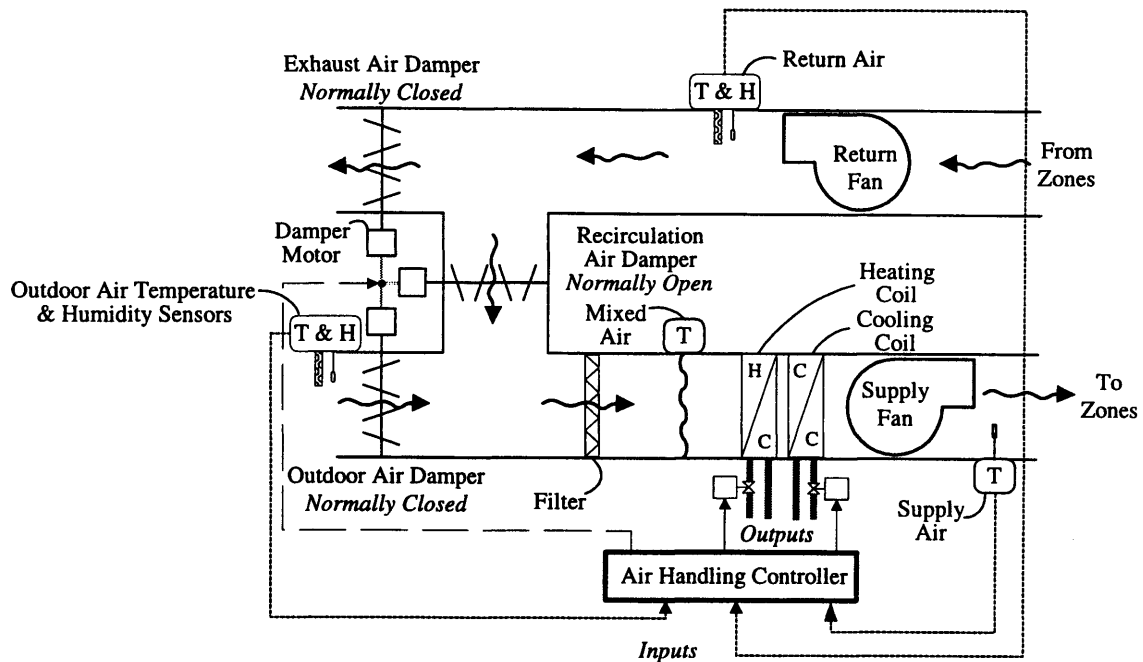 Exhaust Air Damper
Normally Closed
T & H
Return Air
Return
Fan
From
Zones
Damper
Motor
Recirculation
Air Damper
Normally Open
Heating
Coil
Cooling
Coil
Outdoor Air Temperature
& Humidity Sensors
T & H
Mixed
Air
T
H
C
C
C
Supply
Fan
To
Zones
Outdoor Air Damper
Normally Closed
Filter
T
Supply
Air
Outputs
Air Handling Controller
Inputs